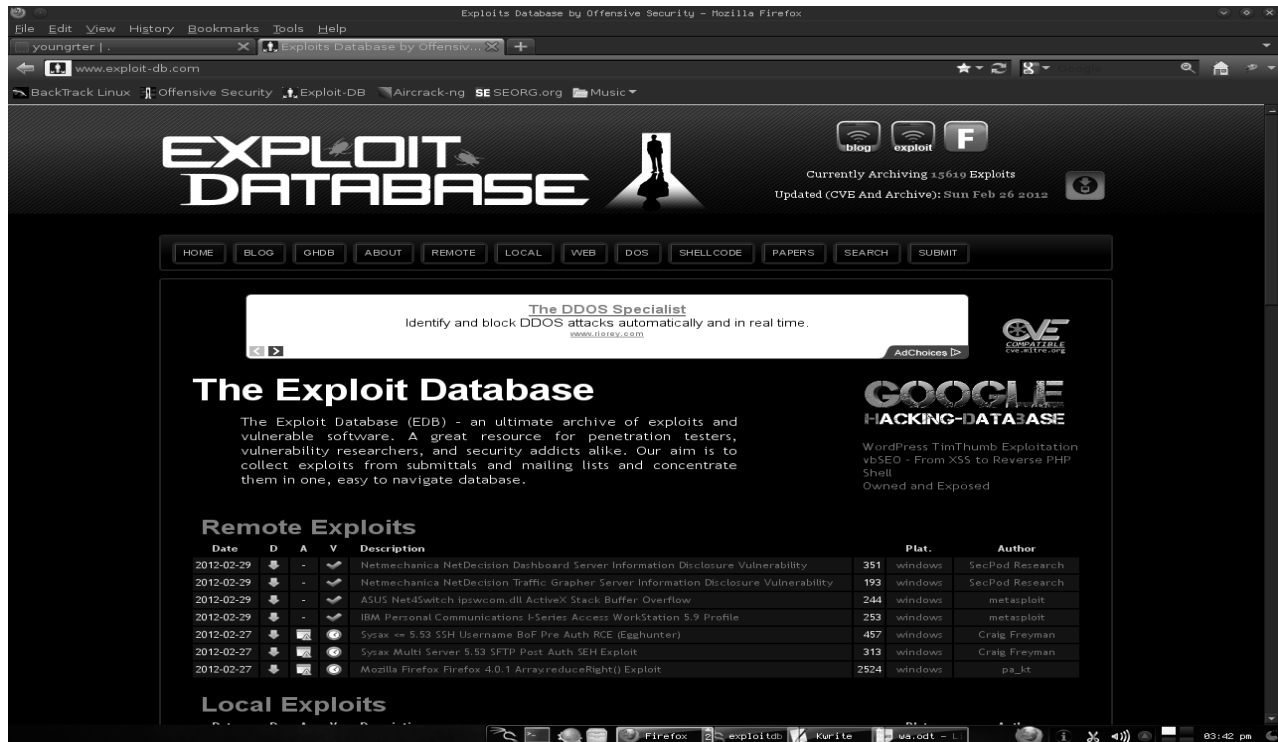 Exploits Database by Offensive Security - Mozilla Firefox
File Edit View History Bookmarks Tools Help
youngrter | .
Exploits Database by Offensiv...
www.exploit-db.com
Google
BackTrack Linux Offensive Security Exploit-DB Aircrack-ng SE SEORG.org Music
EXPLOIT
DATABASE
blog exploit F
Currently Archiving 15619 Exploits
Updated (CVE And Archive): Sun Feb 26 2012
HOME BLOG GHDB ABOUT REMOTE LOCAL WEB DOS SHELLCODE PAPERS SEARCH SUBMIT
The DDOS Specialist
Identify and block DDOS attacks automatically and in real time.
www.riorey.com
AdChoices
CVE
COMPATIBLE
cve.mitre.org
The Exploit Database
The Exploit Database (EDB) - an ultimate archive of exploits and
vulnerable software. A great resource for penetration testers,
vulnerability researchers, and security addicts alike. Our aim is to
collect exploits from submittals and mailing lists and concentrate
them in one, easy to navigate database.
GOOGLE
HACKING-DATABASE
WordPress TimThumb Exploitation
vbSEO - From XSS to Reverse PHP
Shell
Owned and Exposed
Remote Exploits
Date D A V Description Plat. Author
2012-02-29 - Netmechanica NetDecision Dashboard Server Information Disclosure Vulnerability 351 windows SecPod Research
2012-02-29 - Netmechanica NetDecision Traffic Grapher Server Information Disclosure Vulnerability 193 windows SecPod Research
2012-02-29 - ASUS Net4Switch ipswcom.dll ActiveX Stack Buffer Overflow 244 windows metasploit
2012-02-29 - IBM Personal Communications I-Series Access WorkStation 5.9 Profile 253 windows metasploit
2012-02-27 Sysax <= 5.53 SSH Username BoF Pre Auth RCE (Egghunter) 457 windows Craig Freyman
2012-02-27 Sysax Multi Server 5.53 SFTP Post Auth SEH Exploit 313 windows Craig Freyman
2012-02-27 Mozilla Firefox Firefox 4.0.1 Array.reduceRight() Exploit 2524 windows pa_kt
Local Exploits
Firefox 2 exploitdb Kwrite wa.odt - Li 03:42 pm